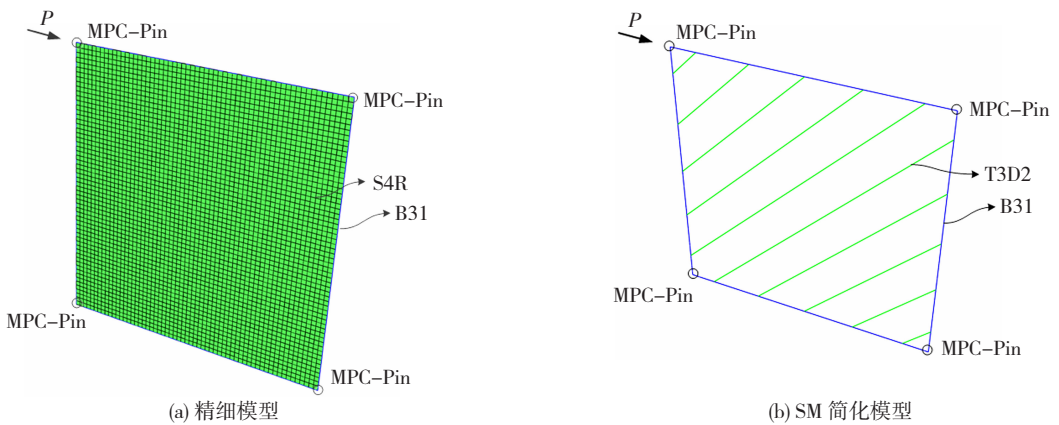 P
MPC-Pin
MPC-Pin
S4R
B31
MPC-Pin
MPC-Pin
(a) 精细模型
P
MPC-Pin
MPC-Pin
T3D2
B31
MPC-Pin
MPC-Pin
(b) SM 简化模型